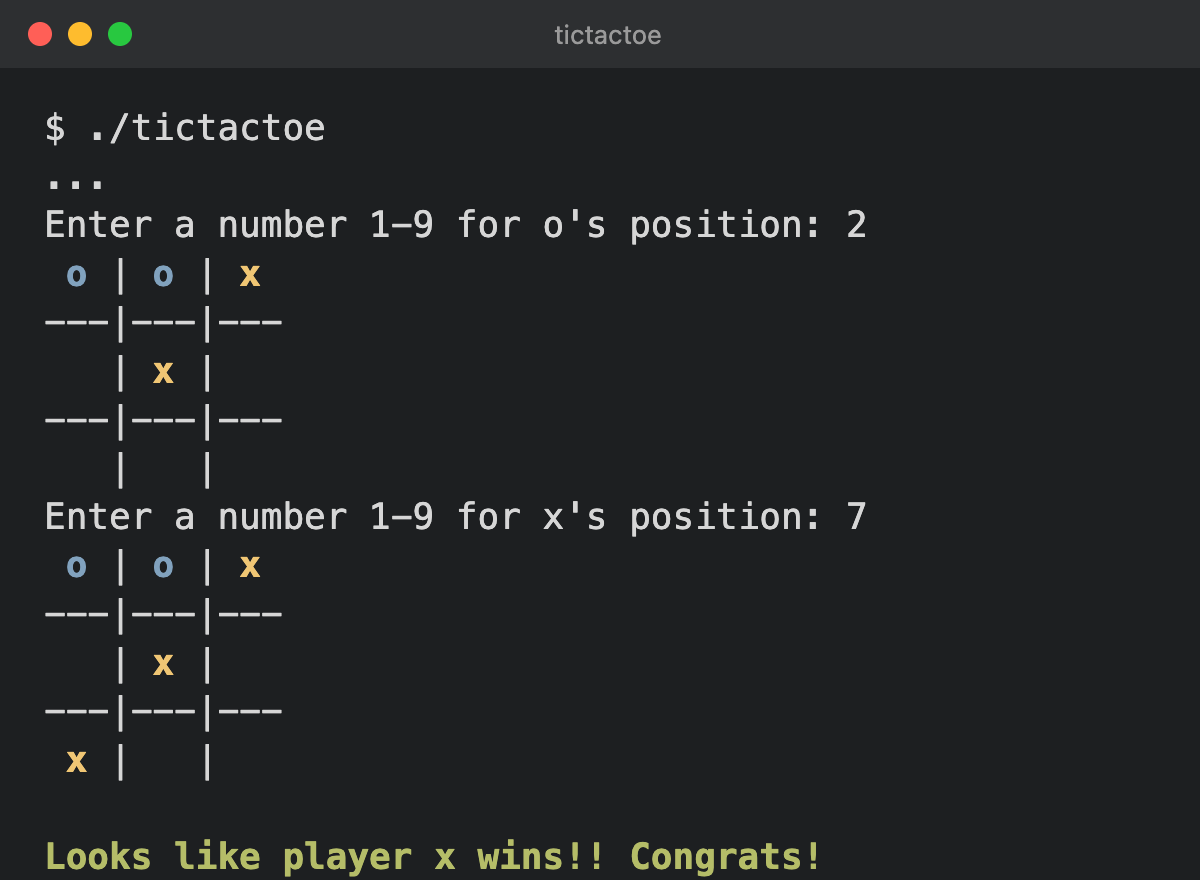 tictactoe
$ ./tictactoe
...
Enter a number 1-9 for o's position: 2
 o | o | x
---|---|---
   | x |
---|---|---
   |   |
Enter a number 1-9 for x's position: 7
 o | o | x
---|---|---
   | x |
---|---|---
 x |   |
Looks like player x wins!! Congrats!